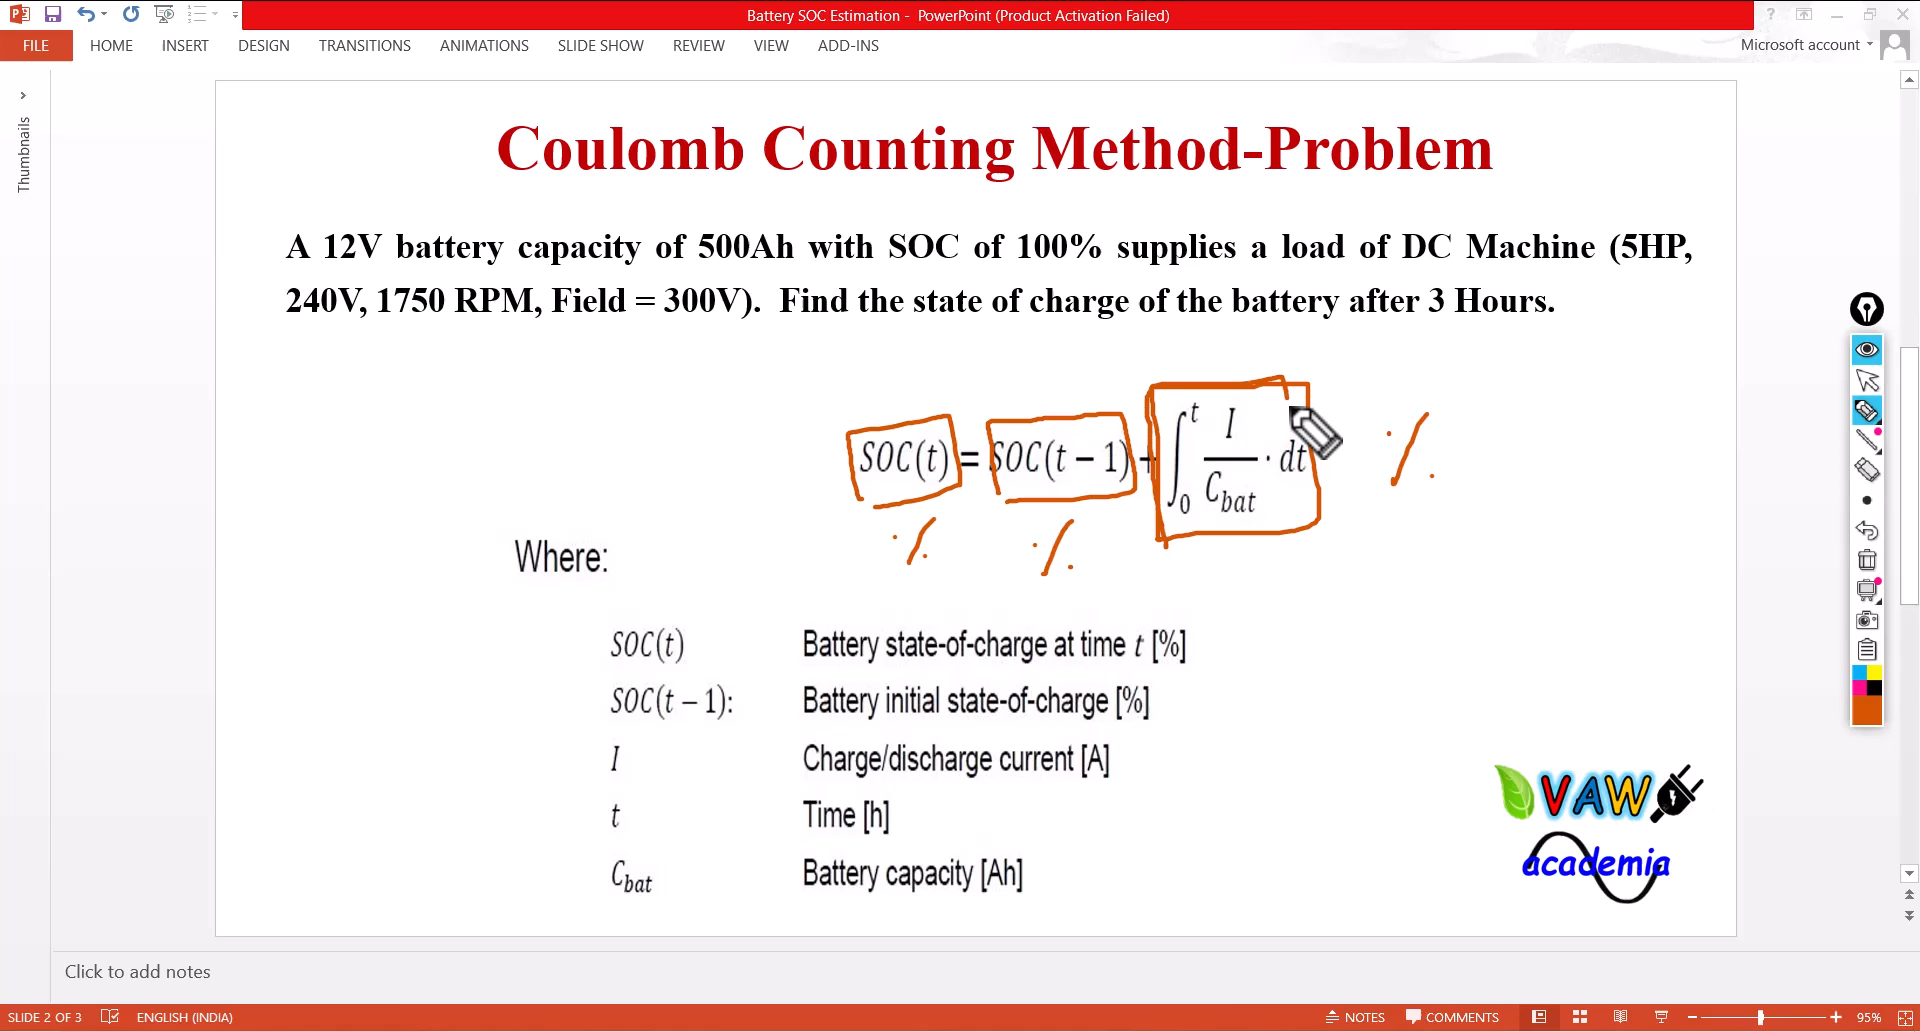 Battery SOC Estimation - PowerPoint (Product Activation Failed)
?
FILE HOME INSERT DESIGN TRANSITIONS ANIMATIONS SLIDE SHOW REVIEW VIEW ADD-INS
Microsoft account
Thumbnails
Coulomb Counting Method-Problem
A 12V battery capacity of 500Ah with SOC of 100% supplies a load of DC Machine (5HP,
240V, 1750 RPM, Field = 300V). Find the state of charge of the battery after 3 Hours.
SOC(t) = SOC(t − 1) + ∫₀ᵗ I / C_bat · dt %
% %
Where:
SOC(t) Battery state-of-charge at time t [%]
SOC(t − 1): Battery initial state-of-charge [%]
I Charge/discharge current [A]
t Time [h]
C_bat Battery capacity [Ah]
VAW
academia
Click to add notes
SLIDE 2 OF 3 ENGLISH (INDIA) NOTES COMMENTS 95%